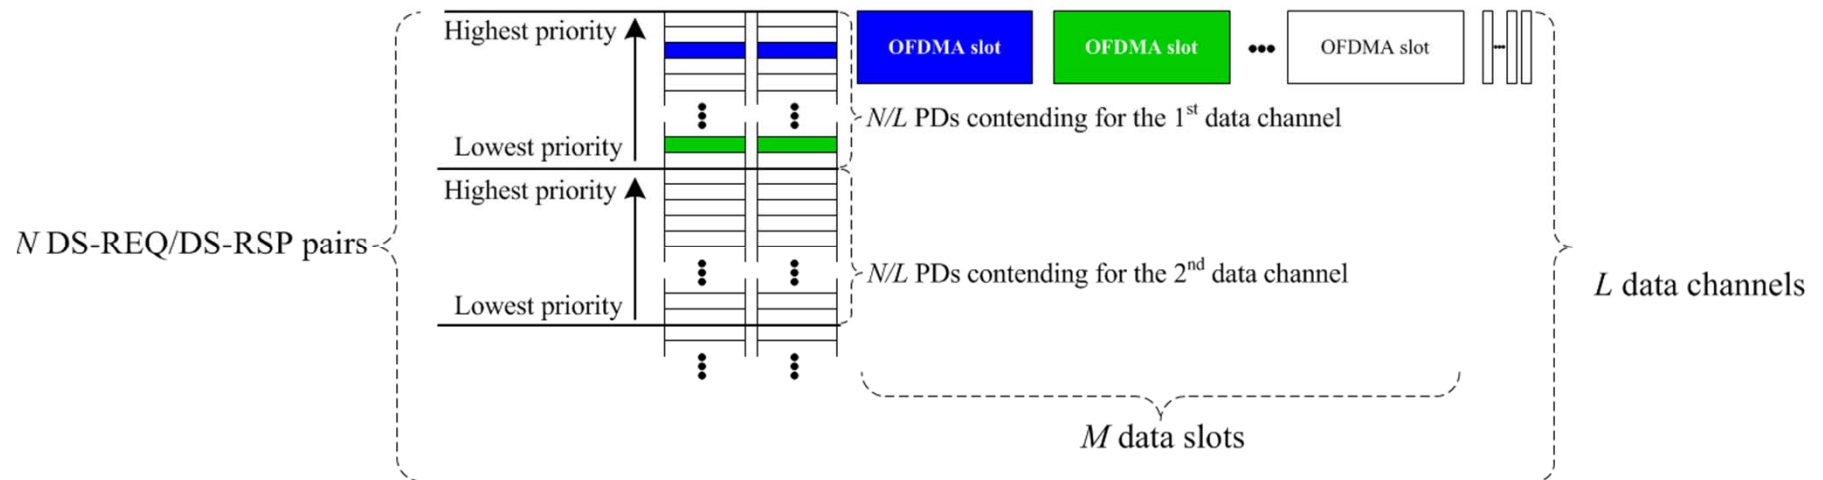 Highest priority
OFDMA slot OFDMA slot OFDMA slot
N/L PDs contending for the 1st data channel
Lowest priority
Highest priority
N DS-REQ/DS-RSP pairs
N/L PDs contending for the 2nd data channel
L data channels
Lowest priority
M data slots